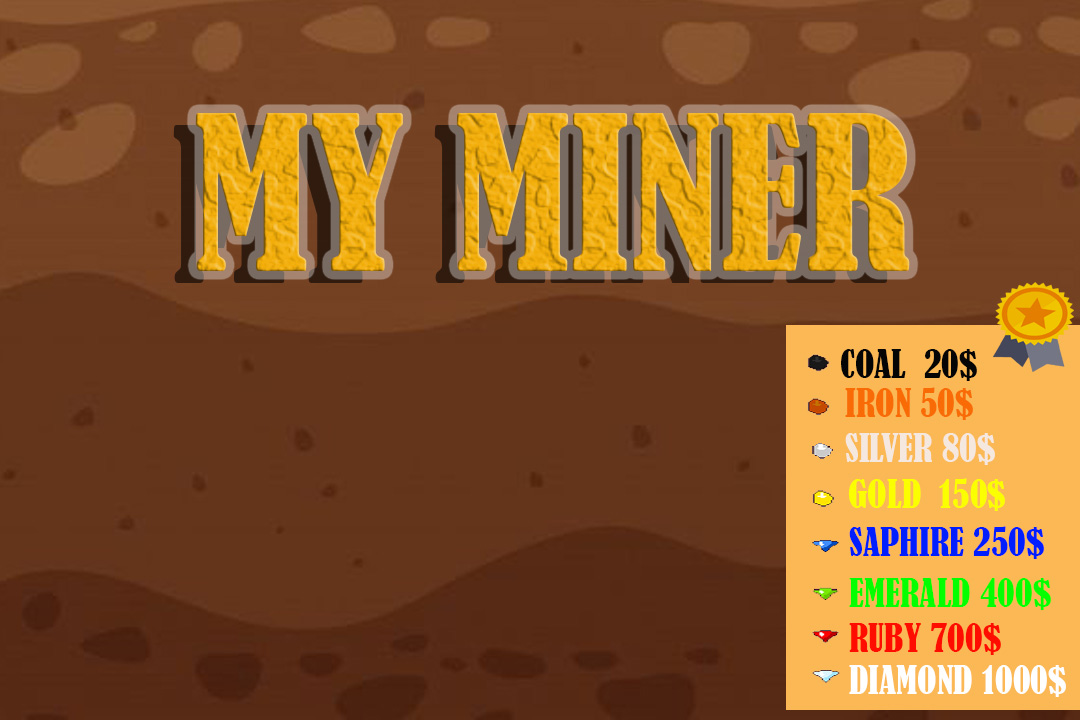 MY MINER
COAL 20$
IRON 50$
SILVER 80$
GOLD 150$
SAPHIRE 250$
EMERALD 400$
RUBY 700$
DIAMOND 1000$